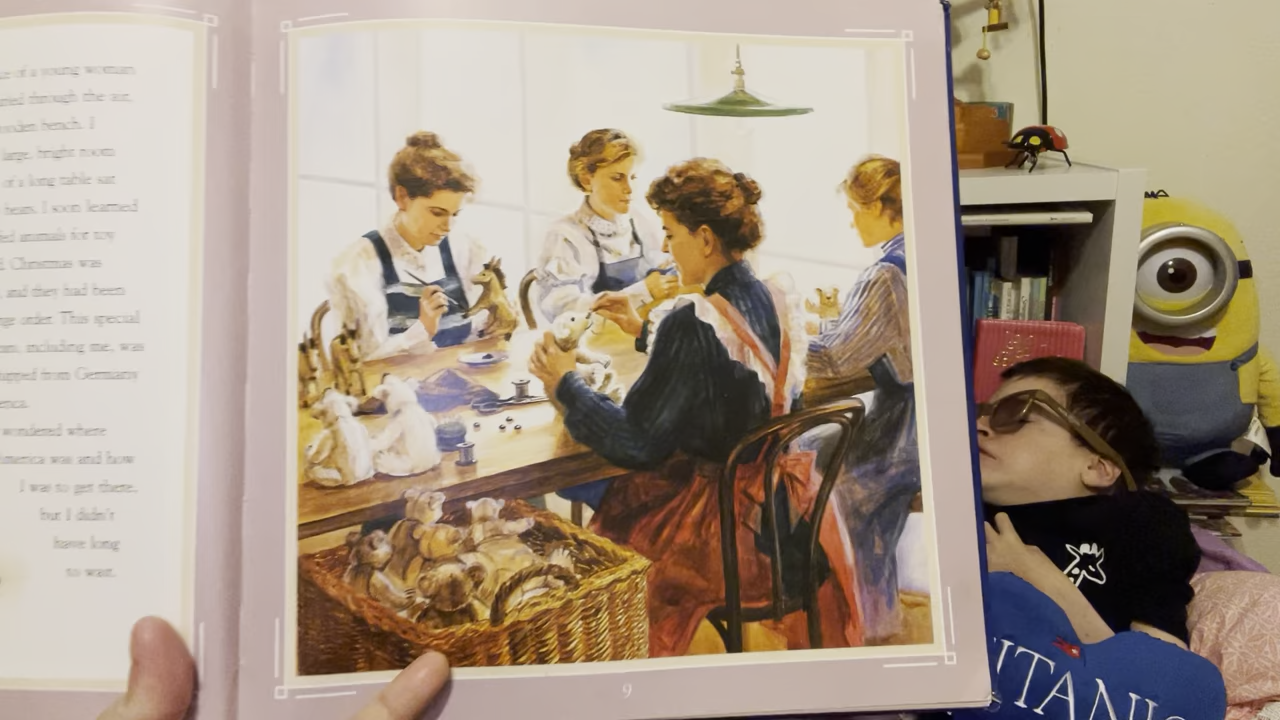 of a young woman
through the air,
wooden bench. I
large, bright room
of a long table sat
bears. I soon learned
animals for toy
Christmas was
and they had been
order. This special
including me, was
from Germany
wondered where
America was and how
I was to get there,
but I didn't
have long
to wait.
9
TITANIC